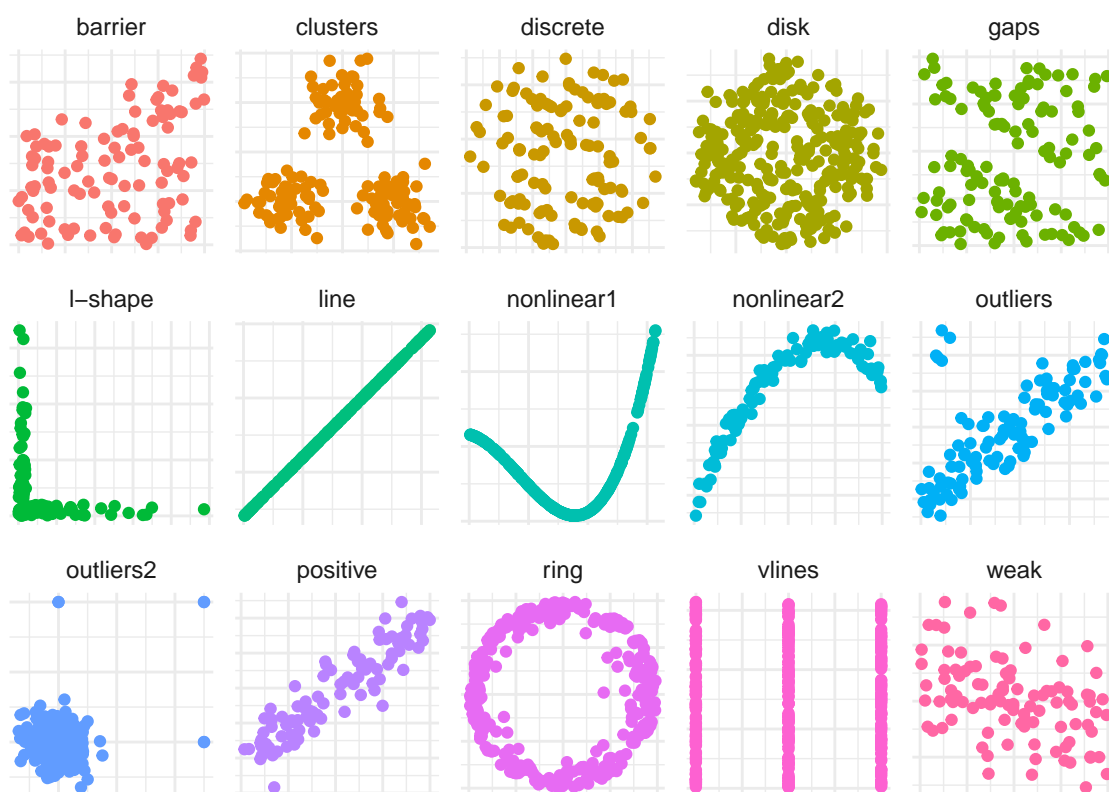 barrier
clusters
discrete
disk
gaps
l−shape
line
nonlinear1
nonlinear2
outliers
outliers2
positive
ring
vlines
weak